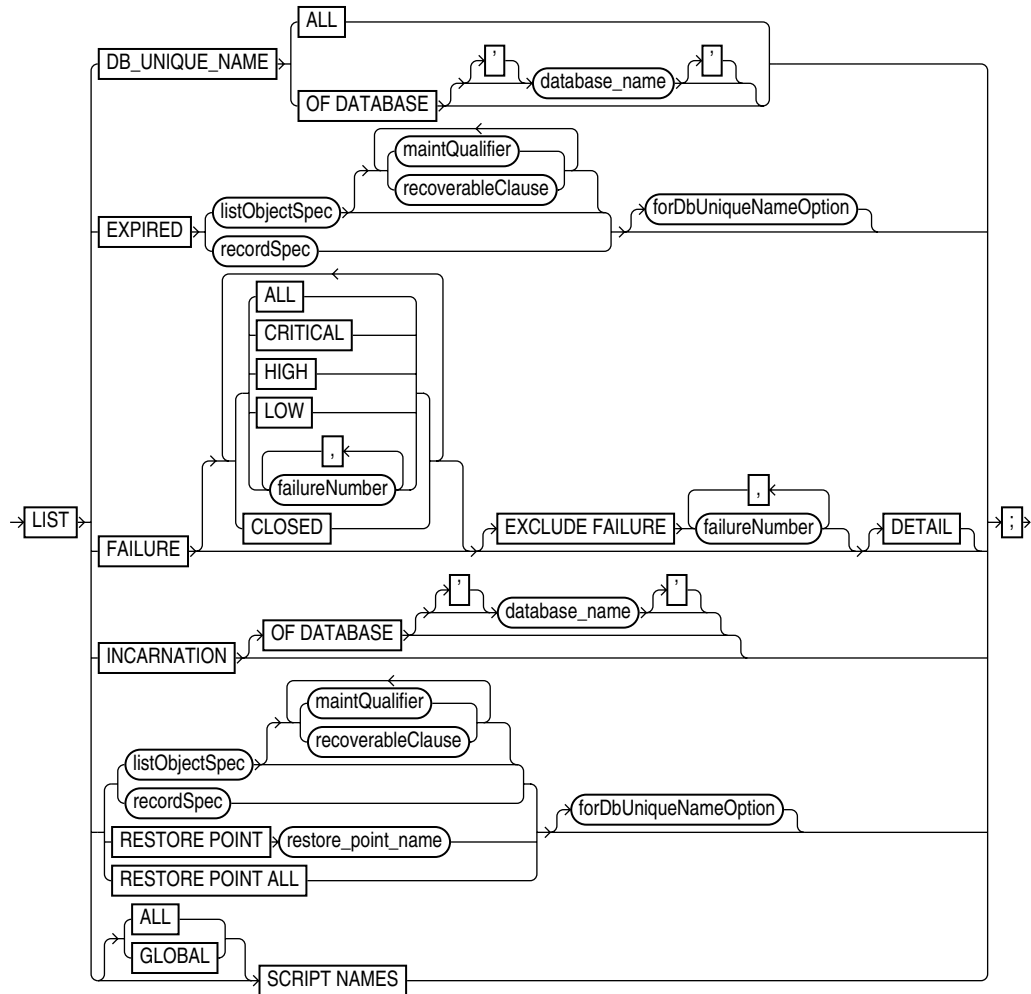 ALL
DB_UNIQUE_NAME
' '
OF DATABASE database_name
maintQualifier
recoverableClause
listObjectSpec forDbUniqueNameOption
EXPIRED
recordSpec
ALL
CRITICAL
HIGH
LOW
,
failureNumber ,
LIST CLOSED EXCLUDE FAILURE failureNumber DETAIL ;
FAILURE
' '
OF DATABASE database_name
INCARNATION
maintQualifier
recoverableClause
listObjectSpec
recordSpec forDbUniqueNameOption
RESTORE POINT restore_point_name
RESTORE POINT ALL
ALL
GLOBAL
SCRIPT NAMES